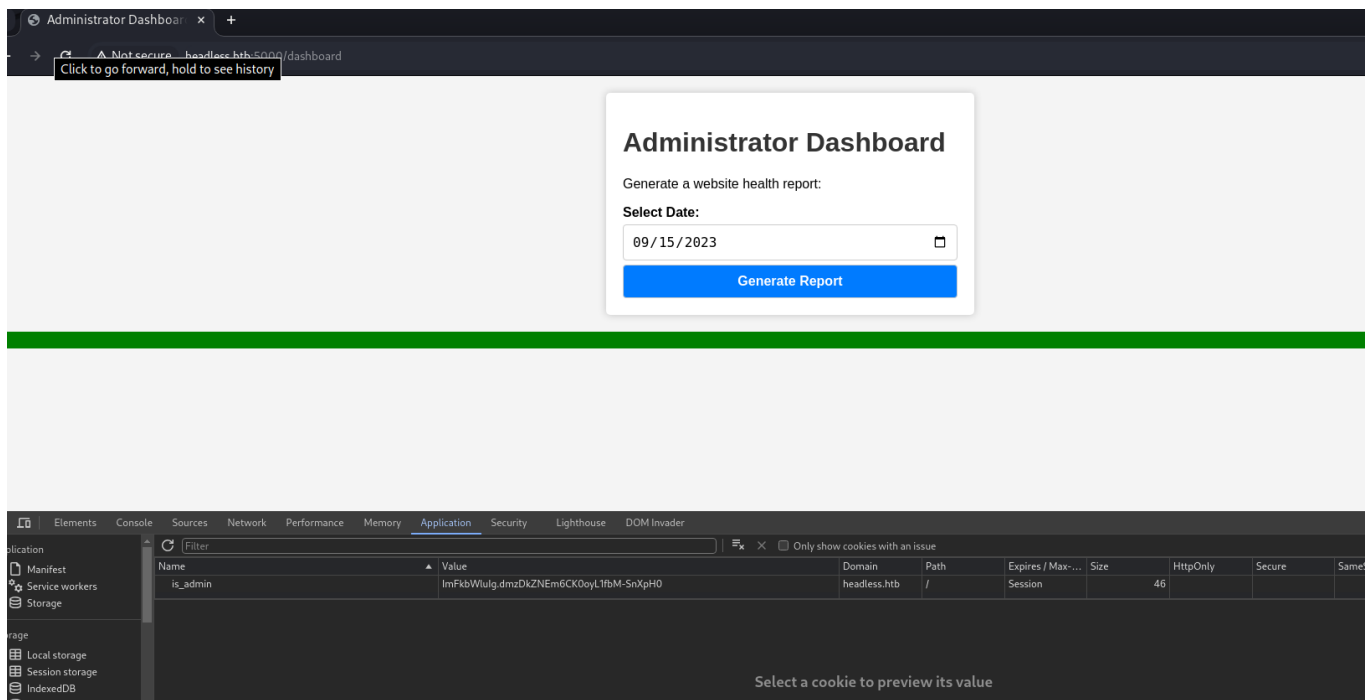 Administrator Dashboar × +
Not secure headless.htb:5000/dashboard
Click to go forward, hold to see history
Administrator Dashboard
Generate a website health report:
Select Date:
09/15/2023
Generate Report
Elements Console Sources Network Performance Memory Application Security Lighthouse DOM Invader
plication
Filter
Only show cookies with an issue
Manifest
Service workers
Storage
Name Value Domain Path Expires / Max-... Size HttpOnly Secure SameS
is_admin ImFkbWluIg.dmzDkZNEm6CK0oyL1fbM-SnXpH0 headless.htb / Session 46
orage
Local storage
Session storage
IndexedDB
Select a cookie to preview its value